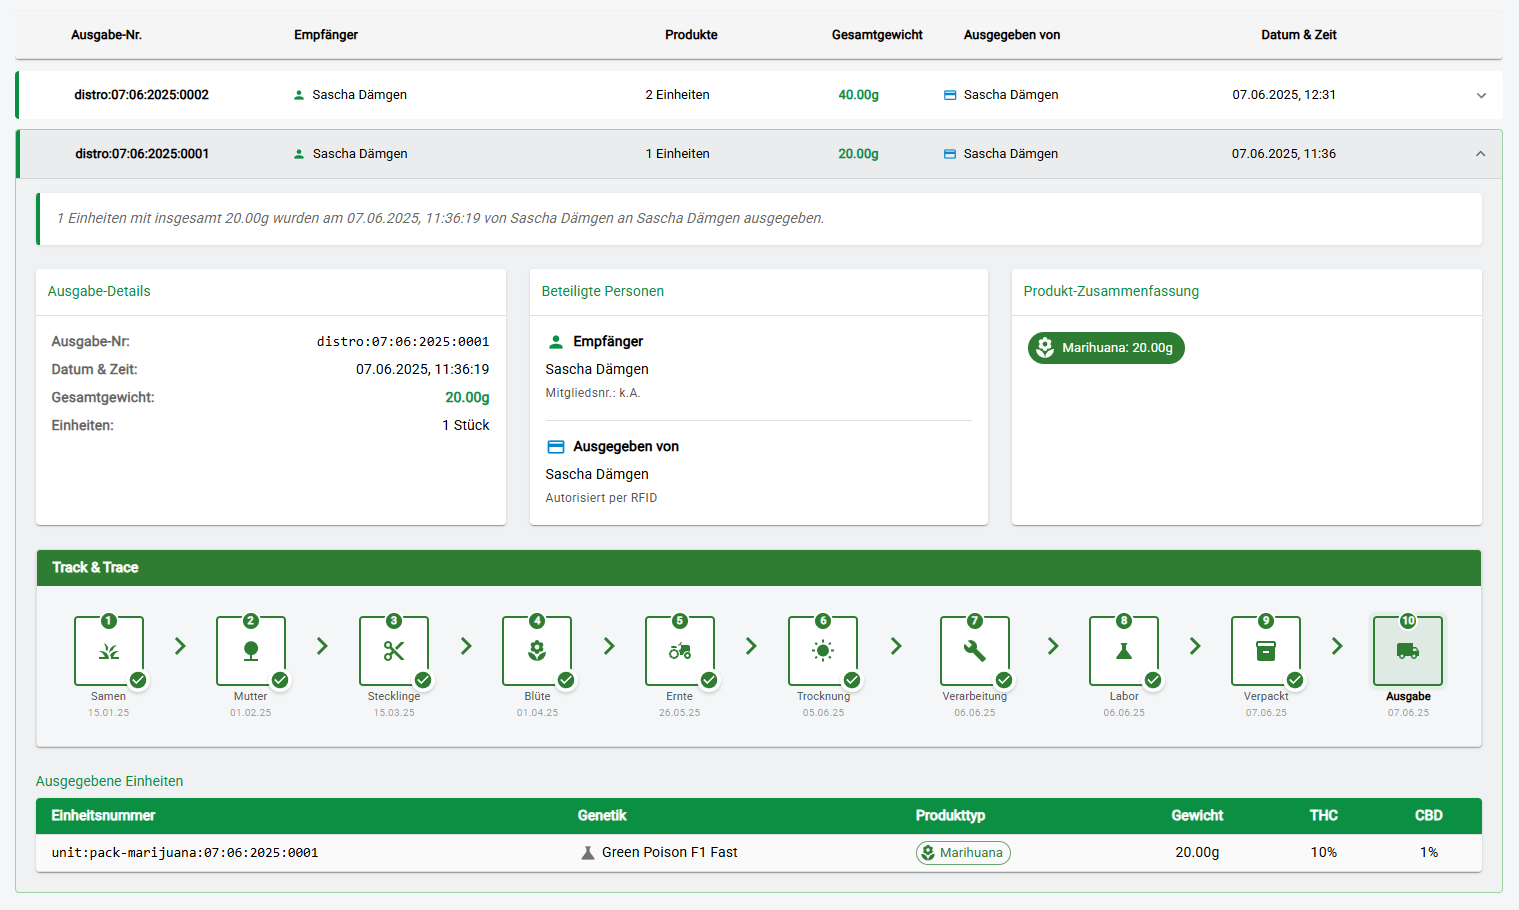 Ausgabe-Nr. Empfänger Produkte Gesamtgewicht Ausgegeben von Datum & Zeit
distro:07:06:2025:0002 Sascha Dämgen 2 Einheiten 40.00g Sascha Dämgen 07.06.2025, 12:31
distro:07:06:2025:0001 Sascha Dämgen 1 Einheiten 20.00g Sascha Dämgen 07.06.2025, 11:36
1 Einheiten mit insgesamt 20.00g wurden am 07.06.2025, 11:36:19 von Sascha Dämgen an Sascha Dämgen ausgegeben.
Ausgabe-Details
Ausgabe-Nr: distro:07:06:2025:0001
Datum & Zeit: 07.06.2025, 11:36:19
Gesamtgewicht: 20.00g
Einheiten: 1 Stück
Beteiligte Personen
Empfänger
Sascha Dämgen
Mitgliedsnr.: k.A.
Ausgegeben von
Sascha Dämgen
Autorisiert per RFID
Produkt-Zusammenfassung
Marihuana: 20.00g
Track & Trace
1 2 3 4 5 6 7 8 9 10
Samen Mutter Stecklinge Blüte Ernte Trocknung Verarbeitung Labor Verpackt Ausgabe
15.01.25 01.02.25 15.03.25 01.04.25 26.05.25 05.06.25 06.06.25 06.06.25 07.06.25 07.06.25
Ausgegebene Einheiten
Einheitsnummer Genetik Produkttyp Gewicht THC CBD
unit:pack-marijuana:07:06:2025:0001 Green Poison F1 Fast Marihuana 20.00g 10% 1%